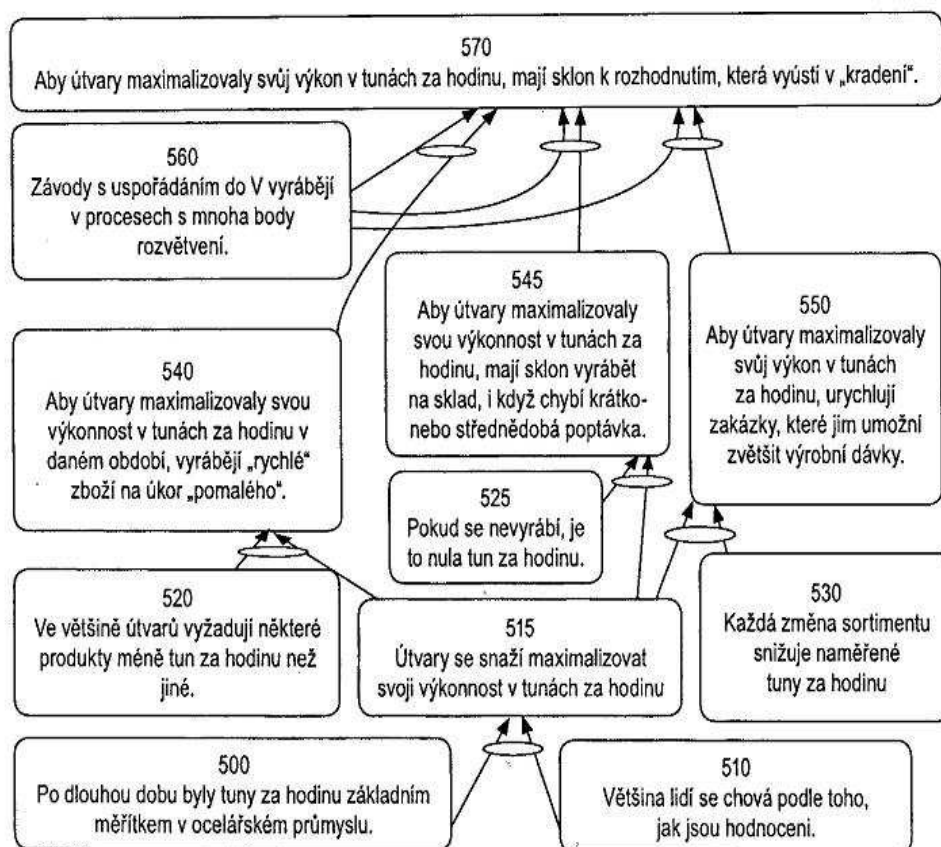 570
Aby útvary maximalizovaly svůj výkon v tunách za hodinu, mají sklon k rozhodnutím, která vyústí v „kradení“.
560
Závody s uspořádáním do V vyrábějí
v procesech s mnoha body
rozvětvení.
545
Aby útvary maximalizovaly
svou výkonnost v tunách za
hodinu, mají sklon vyrábět
na sklad, i když chybí krátko-
nebo střednědobá poptávka.
550
Aby útvary maximalizovaly
svůj výkon v tunách
za hodinu, urychlují
zakázky, které jim umožní
zvětšit výrobní dávky.
540
Aby útvary maximalizovaly svou
výkonnost v tunách za hodinu v
daném období, vyrábějí „rychlé“
zboží na úkor „pomalého“.
525
Pokud se nevyrábí, je
to nula tun za hodinu.
520
Ve většině útvarů vyžadují některé
produkty méně tun za hodinu než
jiné.
515
Útvary se snaží maximalizovat
svoji výkonnost v tunách za hodinu
530
Každá změna sortimentu
snižuje naměřené
tuny za hodinu
500
Po dlouhou dobu byly tuny za hodinu základním
měřítkem v ocelářském průmyslu.
510
Většina lidí se chová podle toho,
jak jsou hodnoceni.